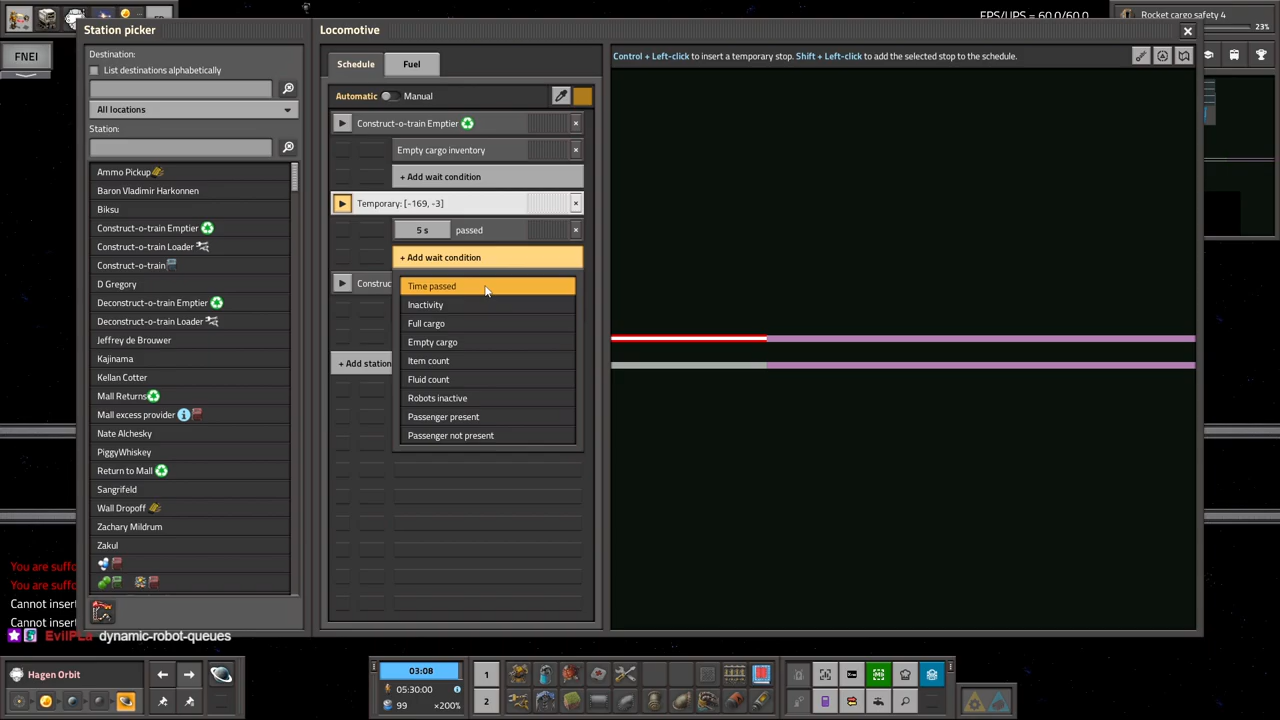 FPS/UPS = 60.0/60.0
Rocket cargo safety 4
23%
FNEI
Station picker
Destination:
List destinations alphabetically
All locations
Station:
Ammo Pickup
Baron Vladimir Harkonnen
Biksu
Construct-o-train Emptier
Construct-o-train Loader
Construct-o-train
D Gregory
Deconstruct-o-train Emptier
Deconstruct-o-train Loader
Jeffrey de Brouwer
Kajinama
Kellan Cotter
Mall Returns
Mall excess provider
Nate Alchesky
PiggyWhiskey
Return to Mall
Sangrifeld
Wall Dropoff
Zachary Mildrum
Zakul
Locomotive
Schedule
Fuel
Automatic
Manual
Construct-o-train Emptier
Empty cargo inventory
+ Add wait condition
Temporary: [-169, -3]
5 s
passed
+ Add wait condition
Construc
+ Add station
Time passed
Inactivity
Full cargo
Empty cargo
Item count
Fluid count
Robots inactive
Passenger present
Passenger not present
Control + Left-click to insert a temporary stop. Shift + Left-click to add the selected stop to the schedule.
You are suffo
You are suffo
Cannot insert
Cannot insert
EvilPLa dynamic-robot-queues
Hagen Orbit
03:08
05:30:00
99
×200%
1
2